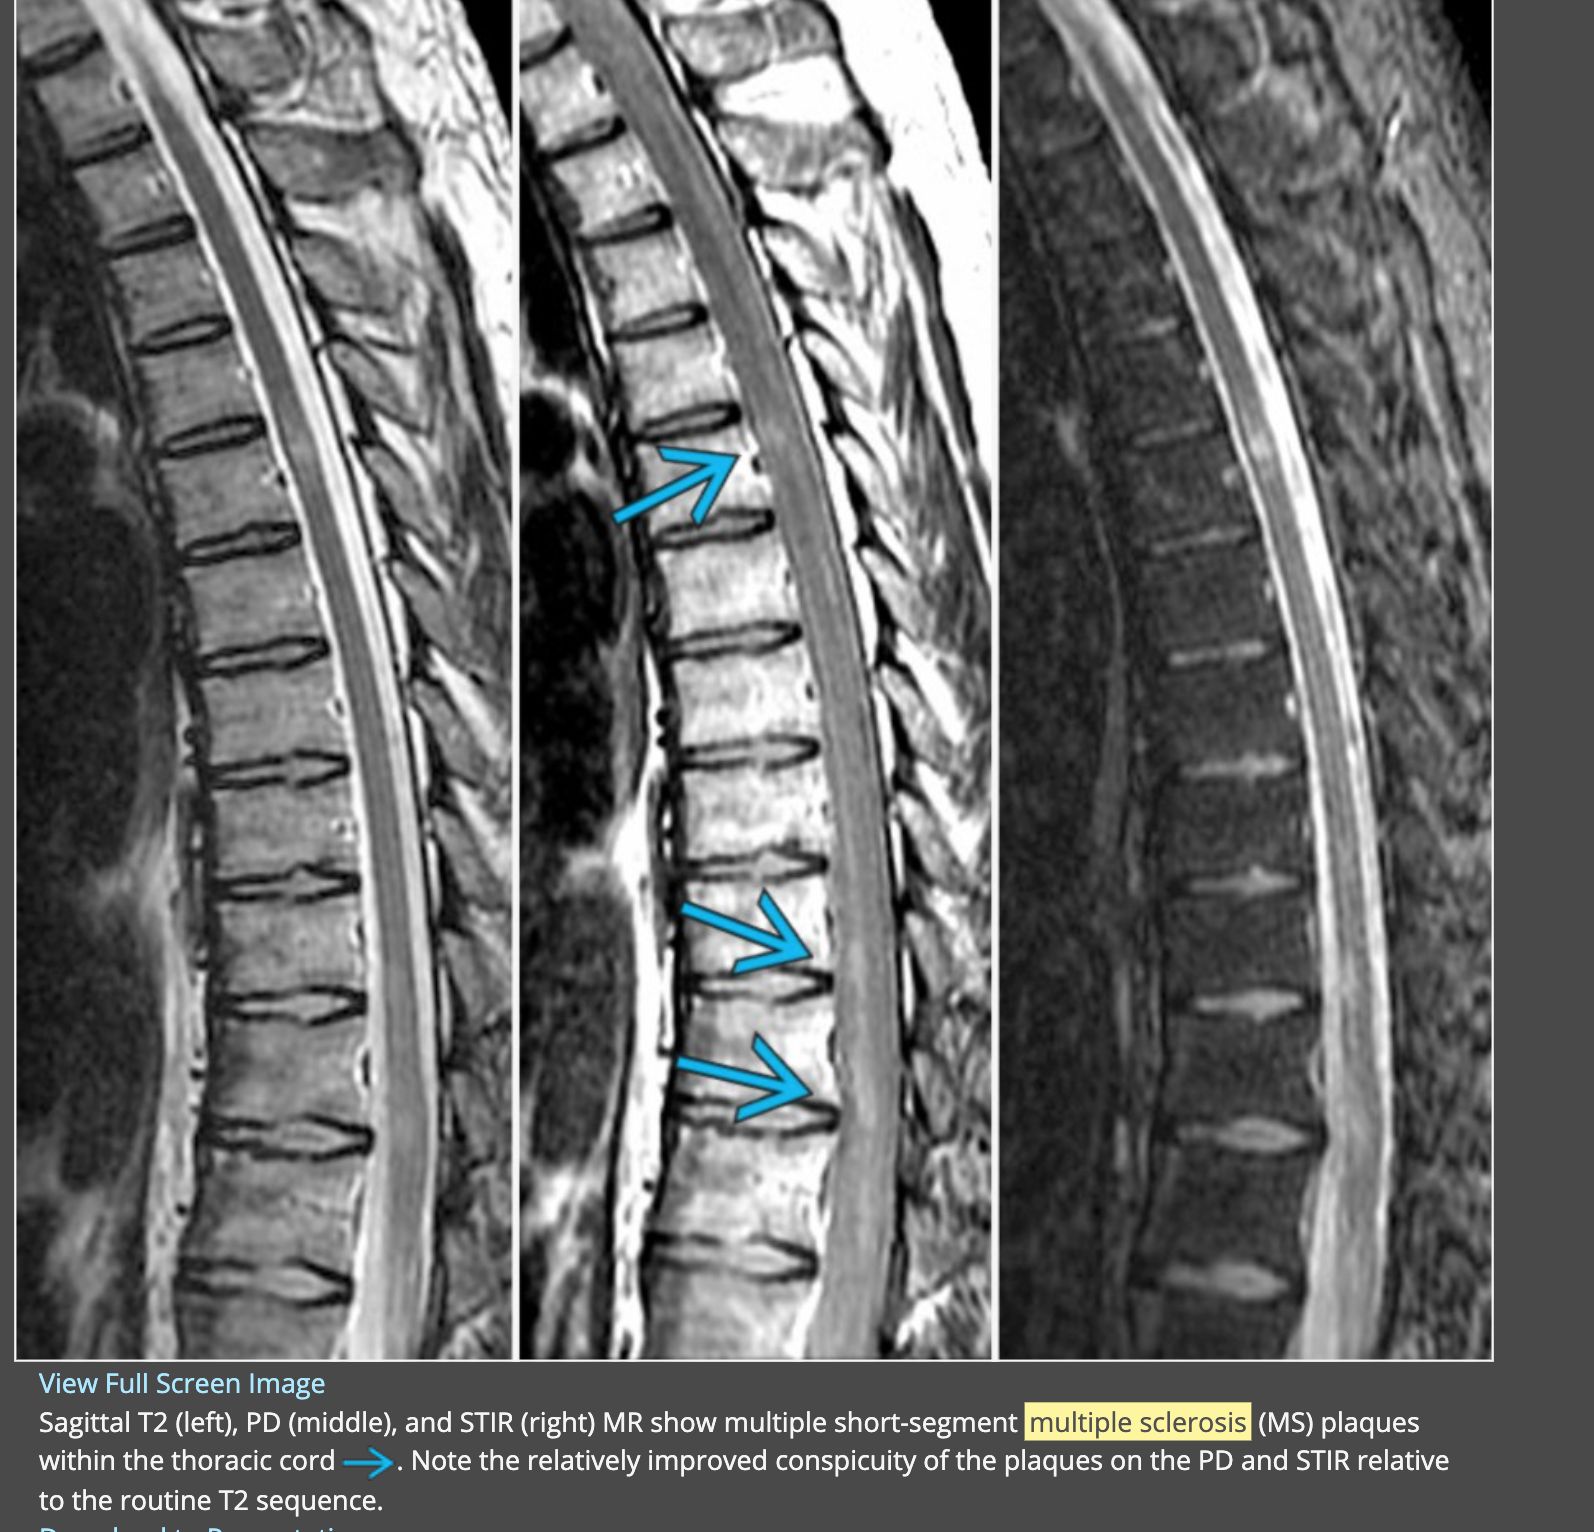 View Full Screen Image
Sagittal T2 (left), PD (middle), and STIR (right) MR show multiple short-segment multiple sclerosis (MS) plaques
within the thoracic cord →. Note the relatively improved conspicuity of the plaques on the PD and STIR relative
to the routine T2 sequence.